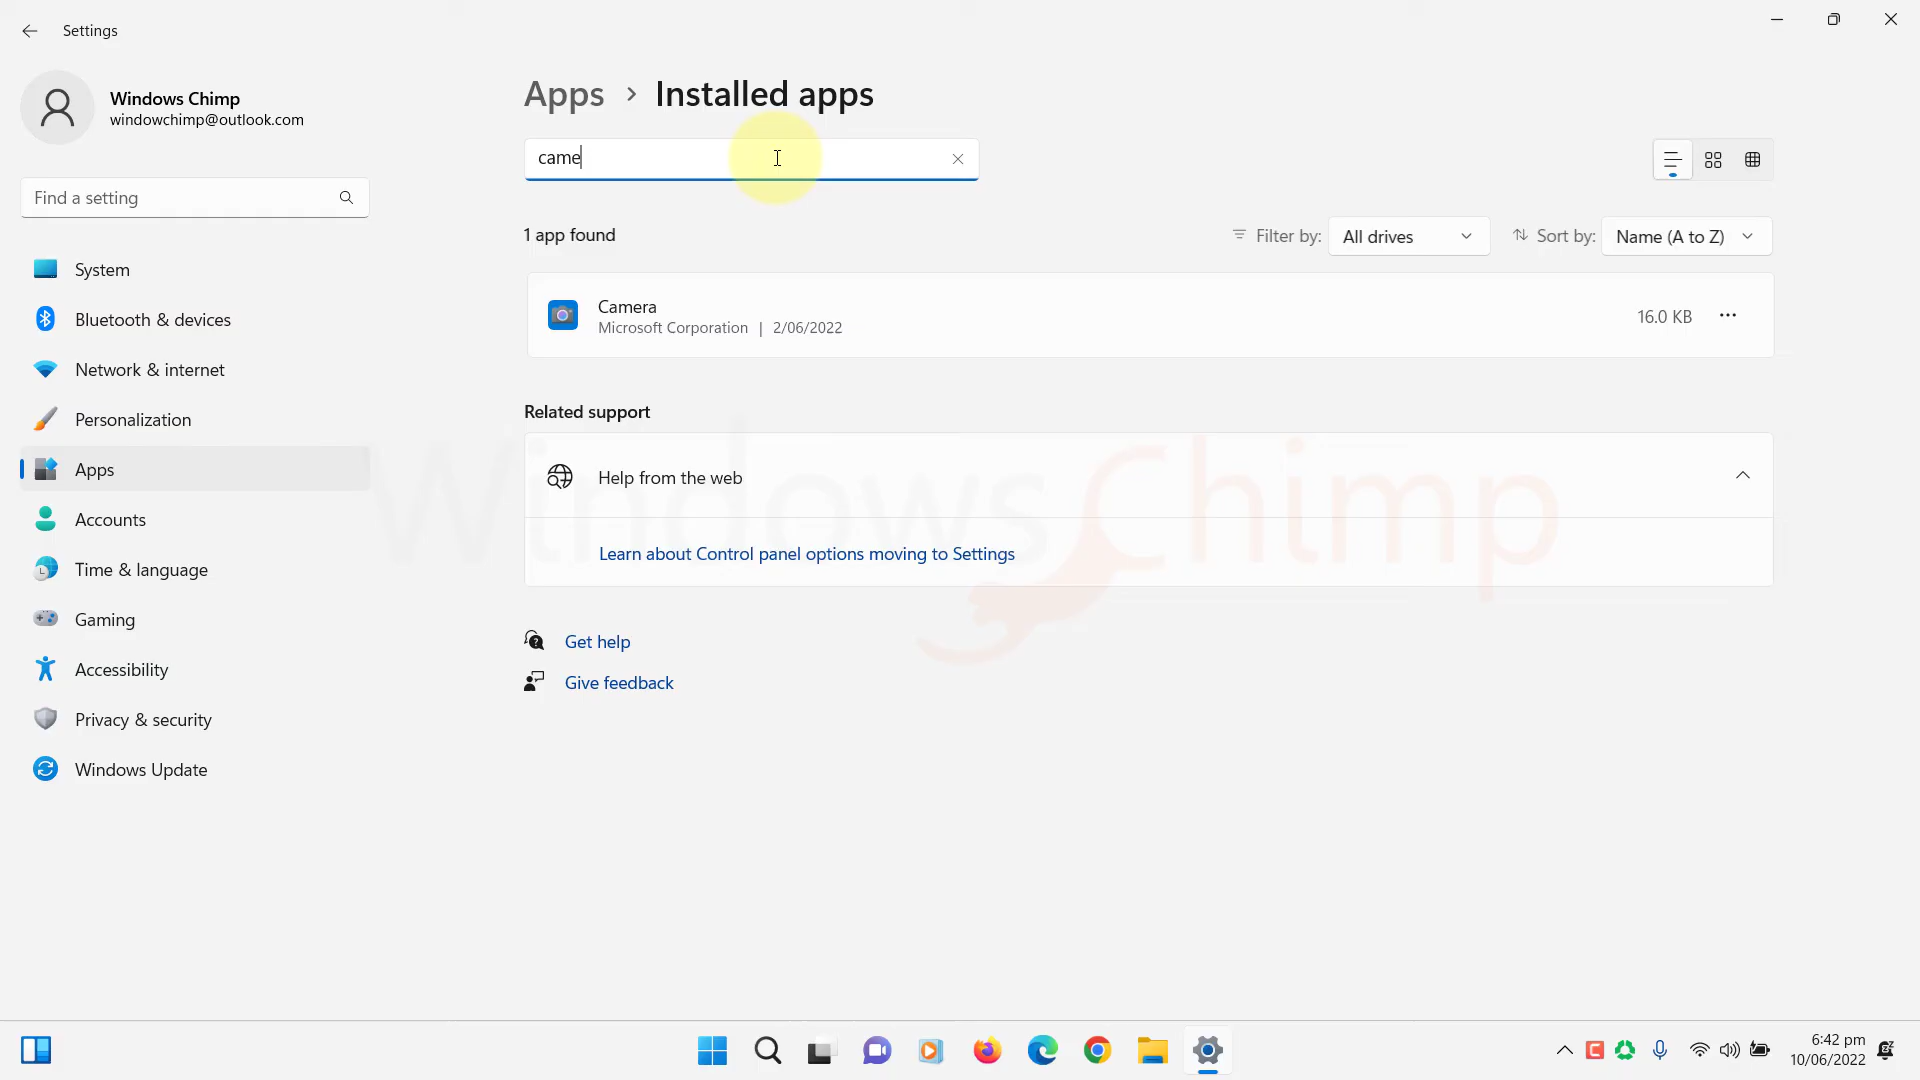 Settings
Windows Chimp
windowchimp@outlook.com
Find a setting
System
Bluetooth & devices
Network & internet
Personalization
Apps
Accounts
Time & language
Gaming
Accessibility
Privacy & security
Windows Update
Apps > Installed apps
came
1 app found
Filter by: All drives
Sort by: Name (A to Z)
Camera
Microsoft Corporation | 2/06/2022
16.0 KB
Related support
Help from the web
Learn about Control panel options moving to Settings
Get help
Give feedback
WindowsChimp
6:42 pm
10/06/2022